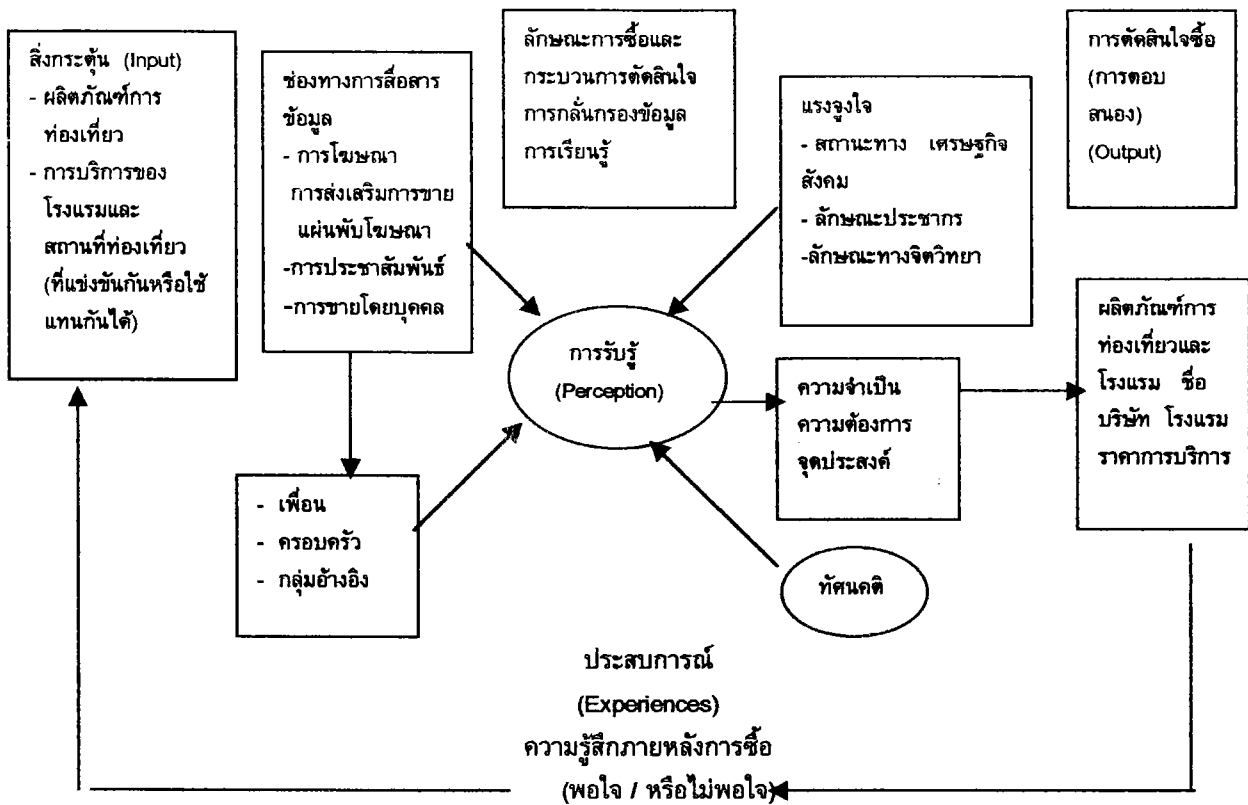 สิ่งกระตุ้น (Input)
- ผลิตภัณฑ์การ
ท่องเที่ยว
- การบริการของ
โรงแรมและ
สถานที่ท่องเที่ยว
(ที่แข่งขันกันหรือใช้
แทนกันได้)
ช่องทางการสื่อสาร
ข้อมูล
- การโฆษณา
การส่งเสริมการขาย
แผ่นพับโฆษณา
-การประชาสัมพันธ์
-การขายโดยบุคคล
ลักษณะการซื้อและ
กระบวนการตัดสินใจ
การกลั่นกรองข้อมูล
การเรียนรู้
แรงจูงใจ
- สถานะทาง เศรษฐกิจ
สังคม
- ลักษณะประชากร
-ลักษณะทางจิตวิทยา
การตัดสินใจซื้อ
(การตอบ
สนอง)
(Output)
การรับรู้
(Perception)
ความจำเป็น
ความต้องการ
จุดประสงค์
ผลิตภัณฑ์การ
ท่องเที่ยวและ
โรงแรม ชื่อ
บริษัท โรงแรม
ราคาการบริการ
- เพื่อน
- ครอบครัว
- กลุ่มอ้างอิง
ทัศนคติ
ประสบการณ์
(Experiences)
ความรู้สึกภายหลังการซื้อ
(พอใจ / หรือไม่พอใจ)